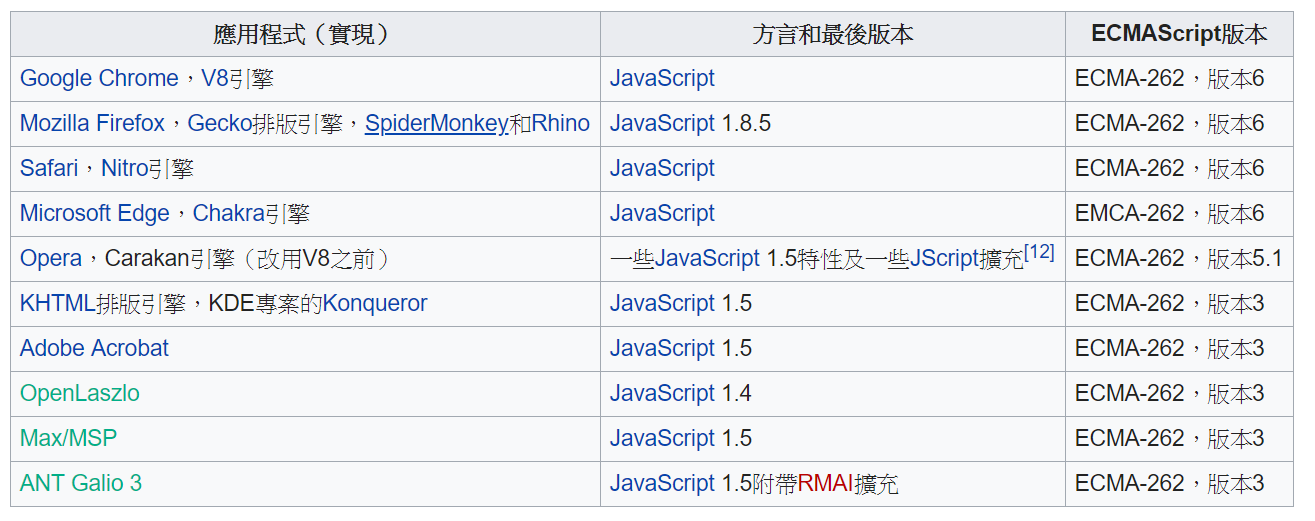 應用程式（實現） 方言和最後版本 ECMAScript版本
Google Chrome，V8引擎 JavaScript ECMA-262，版本6
Mozilla Firefox，Gecko排版引擎，SpiderMonkey和Rhino JavaScript 1.8.5 ECMA-262，版本6
Safari，Nitro引擎 JavaScript ECMA-262，版本6
Microsoft Edge，Chakra引擎 JavaScript EMCA-262，版本6
Opera，Carakan引擎（改用V8之前） 一些JavaScript 1.5特性及一些JScript擴充[12] ECMA-262，版本5.1
KHTML排版引擎，KDE專案的Konqueror JavaScript 1.5 ECMA-262，版本3
Adobe Acrobat JavaScript 1.5 ECMA-262，版本3
OpenLaszlo JavaScript 1.4 ECMA-262，版本3
Max/MSP JavaScript 1.5 ECMA-262，版本3
ANT Galio 3 JavaScript 1.5附帶RMAI擴充 ECMA-262，版本3